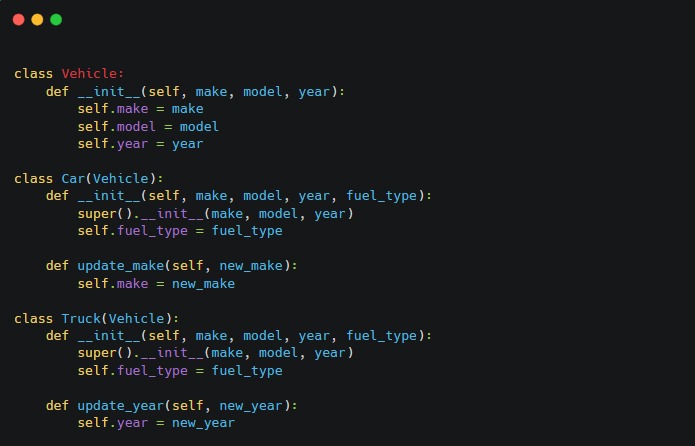 class Vehicle:
    def __init__(self, make, model, year):
        self.make = make
        self.model = model
        self.year = year

class Car(Vehicle):
    def __init__(self, make, model, year, fuel_type):
        super().__init__(make, model, year)
        self.fuel_type = fuel_type

    def update_make(self, new_make):
        self.make = new_make

class Truck(Vehicle):
    def __init__(self, make, model, year, fuel_type):
        super().__init__(make, model, year)
        self.fuel_type = fuel_type

    def update_year(self, new_year):
        self.year = new_year